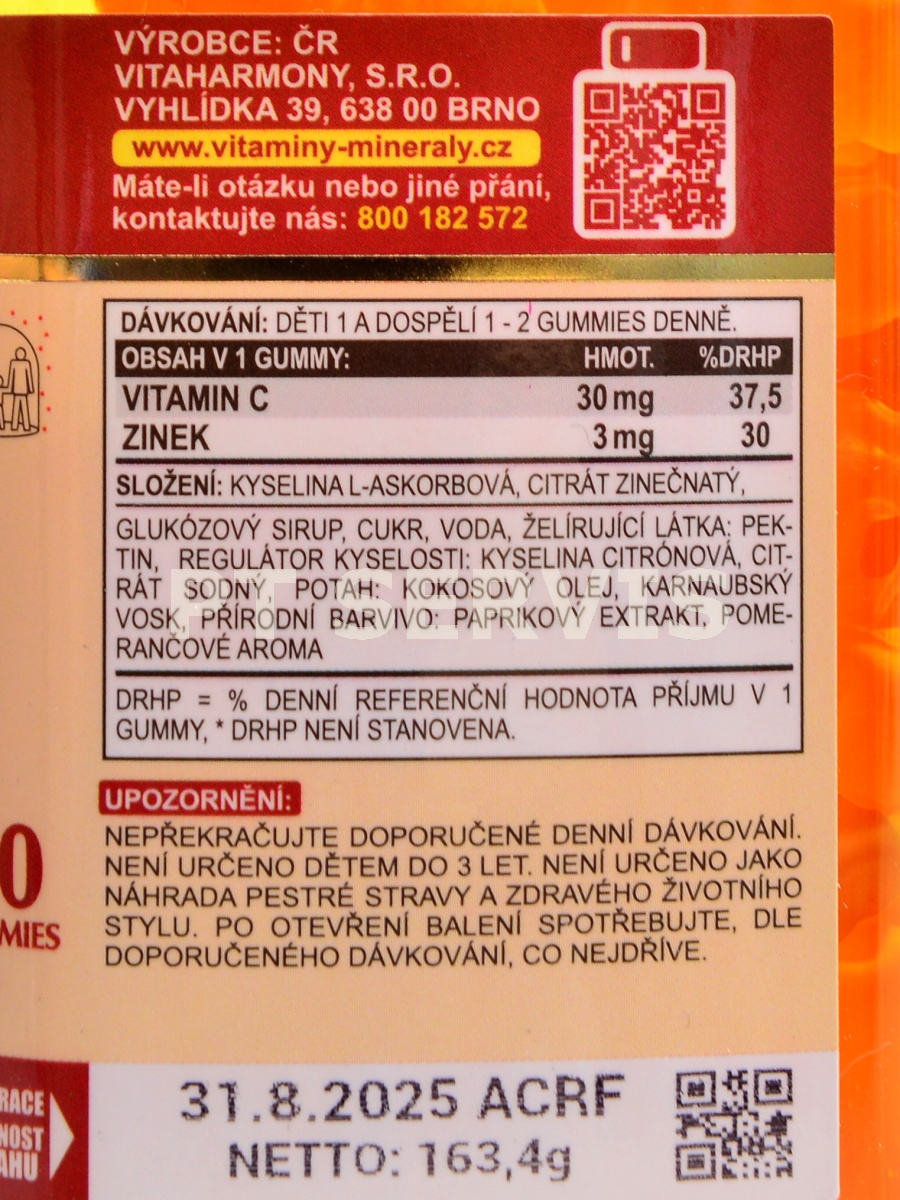 VÝROBCE: ČR
VITAHARMONY, S.R.O.
VYHLÍDKA 39, 638 00 BRNO
www.vitaminy-mineraly.cz
Máte-li otázku nebo jiné přání,
kontaktujte nás: 800 182 572
DÁVKOVÁNÍ: DĚTI 1 A DOSPĚLÍ 1 - 2 GUMMIES DENNĚ.
OBSAH V 1 GUMMY: HMOT. %DRHP
VITAMIN C 30 mg 37,5
ZINEK 3 mg 30
SLOŽENÍ: KYSELINA L-ASKORBOVÁ, CITRÁT ZINEČNATÝ,
GLUKÓZOVÝ SIRUP, CUKR, VODA, ŽELÍRUJÍCÍ LÁTKA: PEK-
TIN, REGULÁTOR KYSELOSTI: KYSELINA CITRÓNOVÁ, CIT-
RÁT SODNÝ, POTAH: KOKOSOVÝ OLEJ, KARNAUBSKÝ
VOSK, PŘÍRODNÍ BARVIVO: PAPRIKOVÝ EXTRAKT, POME-
RANČOVÉ AROMA
PT SERVIS
DRHP = % DENNÍ REFERENČNÍ HODNOTA PŘÍJMU V 1
GUMMY, * DRHP NENÍ STANOVENA.
UPOZORNĚNÍ:
NEPŘEKRAČUJTE DOPORUČENÉ DENNÍ DÁVKOVÁNÍ.
NENÍ URČENO DĚTEM DO 3 LET. NENÍ URČENO JAKO
NÁHRADA PESTRÉ STRAVY A ZDRAVÉHO ŽIVOTNÍHO
STYLU. PO OTEVŘENÍ BALENÍ SPOTŘEBUJTE, DLE
DOPORUČENÉHO DÁVKOVÁNÍ, CO NEJDŘÍVE.
0
MIES
RACE
NOST
AHU
31.8.2025 ACRF
NETTO: 163,4g